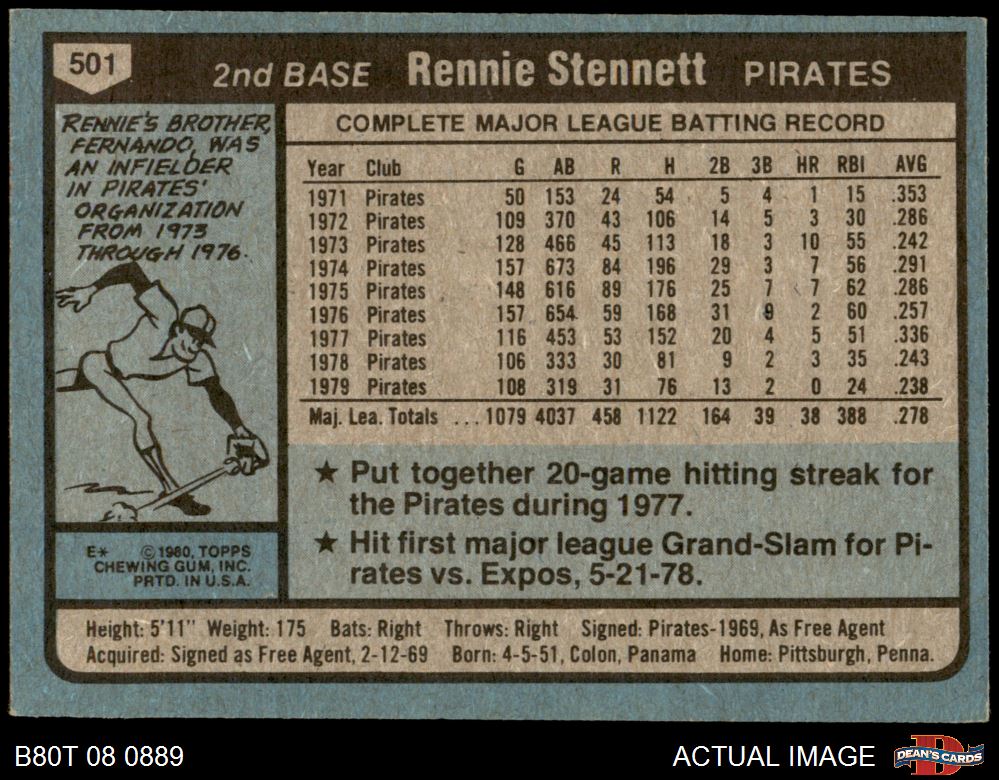 501
2nd BASE Rennie Stennett PIRATES
RENNIE'S BROTHER,
FERNANDO, WAS
AN INFIELDER
IN PIRATES'
ORGANIZATION
FROM 1973
THROUGH 1976.
COMPLETE MAJOR LEAGUE BATTING RECORD
Year Club G AB R H 2B 3B HR RBI AVG
1971 Pirates 50 153 24 54 5 4 1 15 .353
1972 Pirates 109 370 43 106 14 5 3 30 .286
1973 Pirates 128 466 45 113 18 3 10 55 .242
1974 Pirates 157 673 84 196 29 3 7 56 .291
1975 Pirates 148 616 89 176 25 7 7 62 .286
1976 Pirates 157 654 59 168 31 9 2 60 .257
1977 Pirates 116 453 53 152 20 4 5 51 .336
1978 Pirates 106 333 30 81 9 2 3 35 .243
1979 Pirates 108 319 31 76 13 2 0 24 .238
Maj. Lea. Totals ... 1079 4037 458 1122 164 39 38 388 .278
★ Put together 20-game hitting streak for
the Pirates during 1977.
★ Hit first major league Grand-Slam for Pi-
rates vs. Expos, 5-21-78.
E* © 1980, TOPPS
CHEWING GUM, INC.
PRTD. IN U.S.A.
Height: 5'11" Weight: 175 Bats: Right Throws: Right Signed: Pirates-1969, As Free Agent
Acquired: Signed as Free Agent, 2-12-69 Born: 4-5-51, Colon, Panama Home: Pittsburgh, Penna.
B80T 08 0889
ACTUAL IMAGE
DEAN'S CARDS